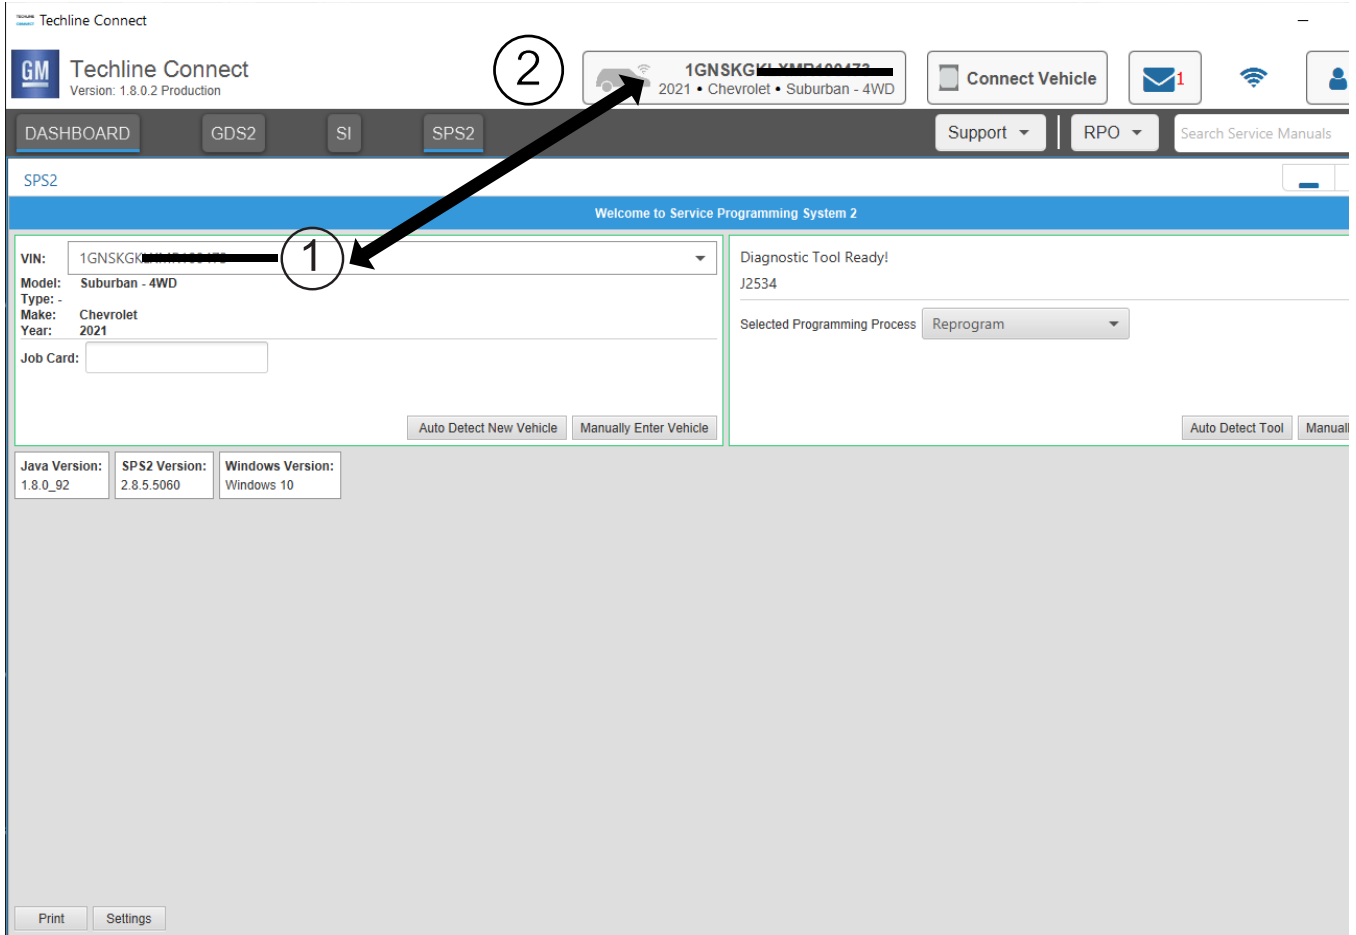 Techline Connect
GM
Techline Connect
Version: 1.8.0.2 Production
2
1GNSKG
2021 • Chevrolet • Suburban - 4WD
Connect Vehicle
1
DASHBOARD
GDS2
SI
SPS2
Support
RPO
Search Service Manuals
SPS2
Welcome to Service Programming System 2
VIN: 1GNSKGK
1
Model: Suburban - 4WD
Type: -
Make: Chevrolet
Year: 2021
Job Card:
Auto Detect New Vehicle
Manually Enter Vehicle
Diagnostic Tool Ready!
J2534
Selected Programming Process Reprogram
Auto Detect Tool
Manuall
Java Version:
1.8.0_92
SPS2 Version:
2.8.5.5060
Windows Version:
Windows 10
Print
Settings